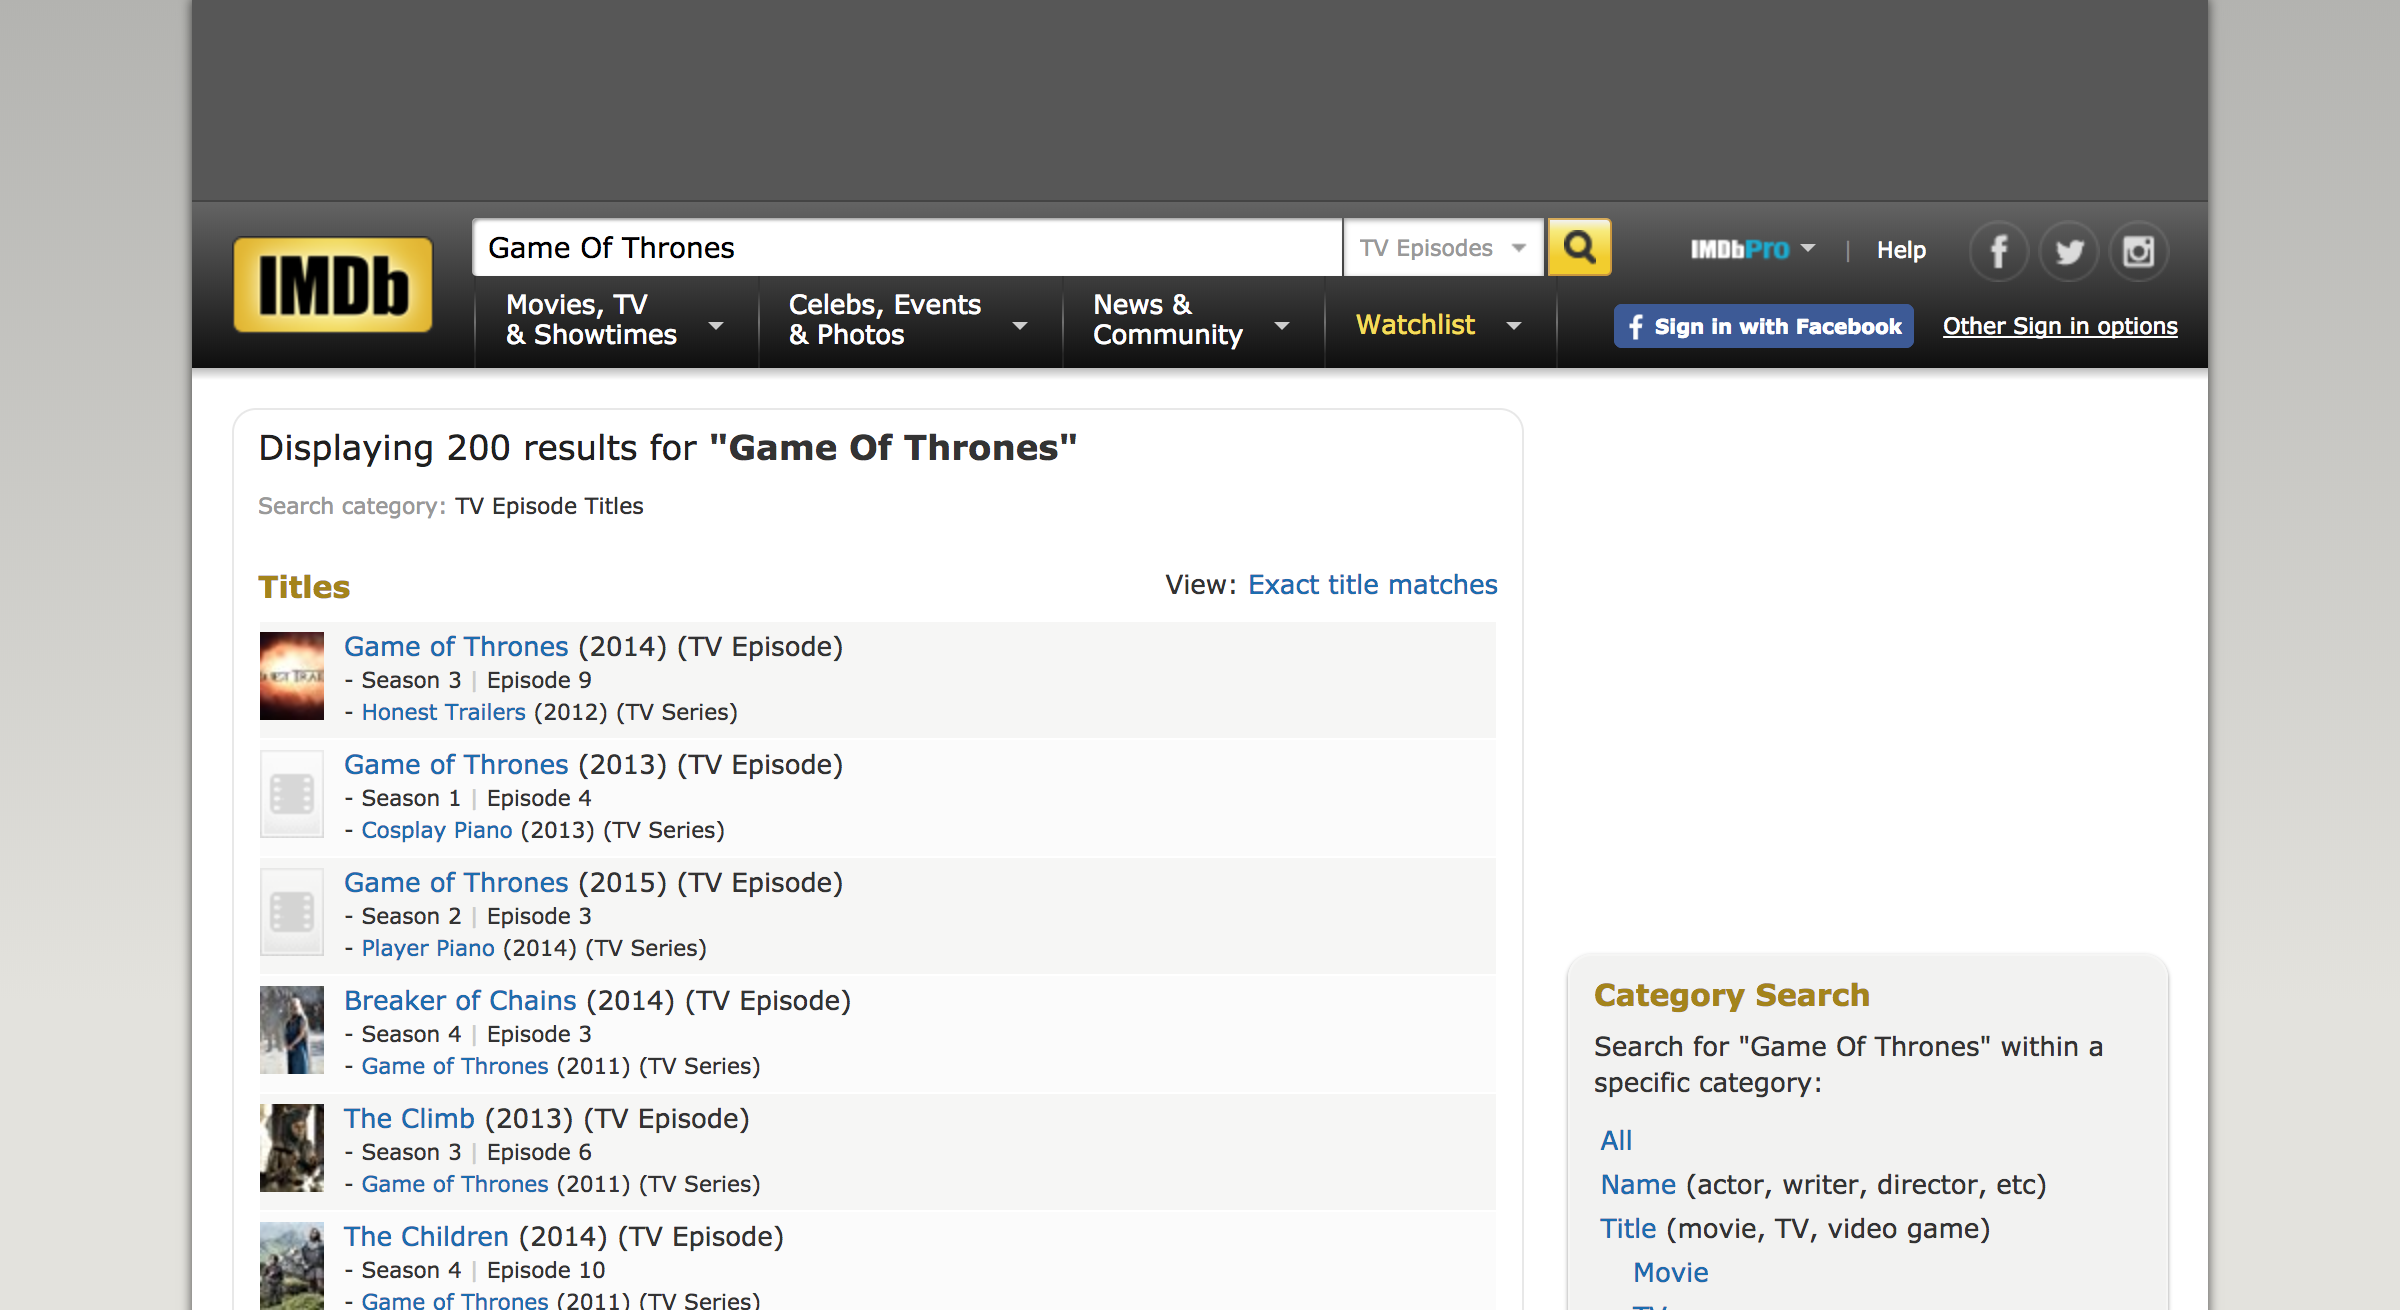 IMDb
Game Of Thrones
TV Episodes
IMDbPro
|
Help
Movies, TV
& Showtimes
Celebs, Events
& Photos
News &
Community
Watchlist
Sign in with Facebook
Other Sign in options
Displaying 200 results for "Game Of Thrones"
Search category: TV Episode Titles
Titles
View: Exact title matches
Game of Thrones (2014) (TV Episode)
- Season 3 | Episode 9
- Honest Trailers (2012) (TV Series)
Game of Thrones (2013) (TV Episode)
- Season 1 | Episode 4
- Cosplay Piano (2013) (TV Series)
Game of Thrones (2015) (TV Episode)
- Season 2 | Episode 3
- Player Piano (2014) (TV Series)
Breaker of Chains (2014) (TV Episode)
- Season 4 | Episode 3
- Game of Thrones (2011) (TV Series)
The Climb (2013) (TV Episode)
- Season 3 | Episode 6
- Game of Thrones (2011) (TV Series)
The Children (2014) (TV Episode)
- Season 4 | Episode 10
- Game of Thrones (2011) (TV Series)
Category Search
Search for "Game Of Thrones" within a
specific category:
All
Name (actor, writer, director, etc)
Title (movie, TV, video game)
Movie